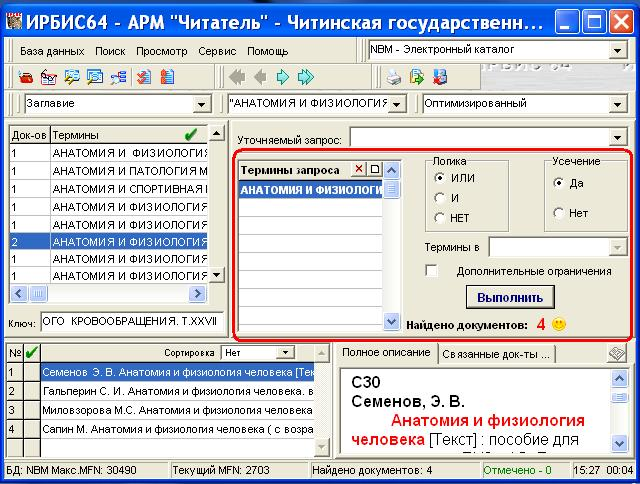 ИРБИС64 - АРМ "Читатель" - Читинская государственн...
База данных Поиск Просмотр Сервис Помощь
NBM - Электронный каталог
Заглавие
"АНАТОМИЯ И ФИЗИОЛОГИЯ
Оптимизированный
Док-ов Термины
Уточняемый запрос:
1 АНАТОМИЯ И ФИЗИОЛОГИЯ
1 АНАТОМИЯ И ПАТОЛОГИЯ М
1 АНАТОМИЯ И СПОРТИВНАЯ
1 АНАТОМИЯ И ФИЗИОЛОГИЯ
1 АНАТОМИЯ И ФИЗИОЛОГИЯ
2 АНАТОМИЯ И ФИЗИОЛОГИЯ
1 АНАТОМИЯ И ФИЗИОЛОГИЯ
1 АНАТОМИЯ И ФИЗИОЛОГИЯ
Ключ: ОГО КРОВООБРАЩЕНИЯ. Т.XXVII
Термины запроса
АНАТОМИЯ И ФИЗИОЛОГИ
Логика
ИЛИ
И
НЕТ
Усечение
Да
Нет
Термины в
Дополнительные ограничения
Выполнить
Найдено документов: 4
№ Сортировка Нет
1 Семенов Э. В. Анатомия и физиология человека [Тек
2 Гальперин С. И. Анатомия и физиология человека. в
3 Миловзорова М.С. Анатомия и физиология человека
4 Сапин М. Анатомия и физиология человека ( с возра
Полное описание Связанные док-ты ...
С30
Семенов, Э. В.
Анатомия и физиология
человека [Текст] : пособие для
БД: NBM Макс.MFN: 30490 Текущий MFN: 2703 Найдено документов: 4 Отмечено - 0 15:27 00:04